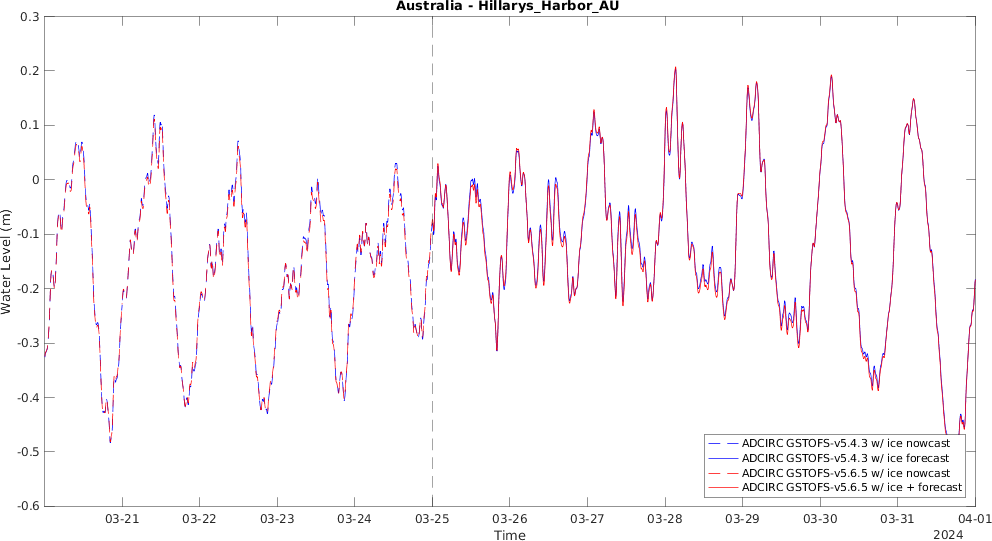 Australia - Hillarys_Harbor_AU
0.3
0.2
0.1
0
-0.1
-0.2
-0.3
-0.4
-0.5
-0.6
Water Level (m)
ADCIRC GSTOFS-v5.4.3 w/ ice nowcast
ADCIRC GSTOFS-v5.4.3 w/ ice forecast
ADCIRC GSTOFS-v5.6.5 w/ ice nowcast
ADCIRC GSTOFS-v5.6.5 w/ ice + forecast
03-21 03-22 03-23 03-24 03-25 03-26 03-27 03-28 03-29 03-30 03-31 04-01
Time
2024